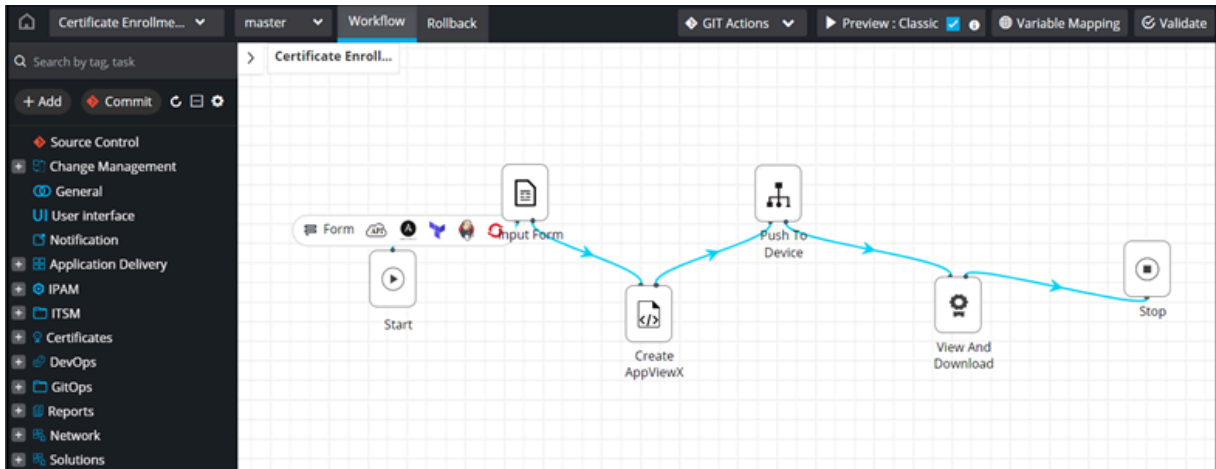 Certificate Enrollme... master Workflow Rollback GIT Actions Preview : Classic Variable Mapping Validate
Search by tag, task
Certificate Enroll...
+ Add Commit
Source Control
Change Management
General
UI User interface
Notification
Application Delivery
IPAM
ITSM
Certificates
DevOps
GitOps
Reports
Network
Solutions
Form API
Input Form
Start
Create
AppViewX
Push To
Device
View And
Download
Stop